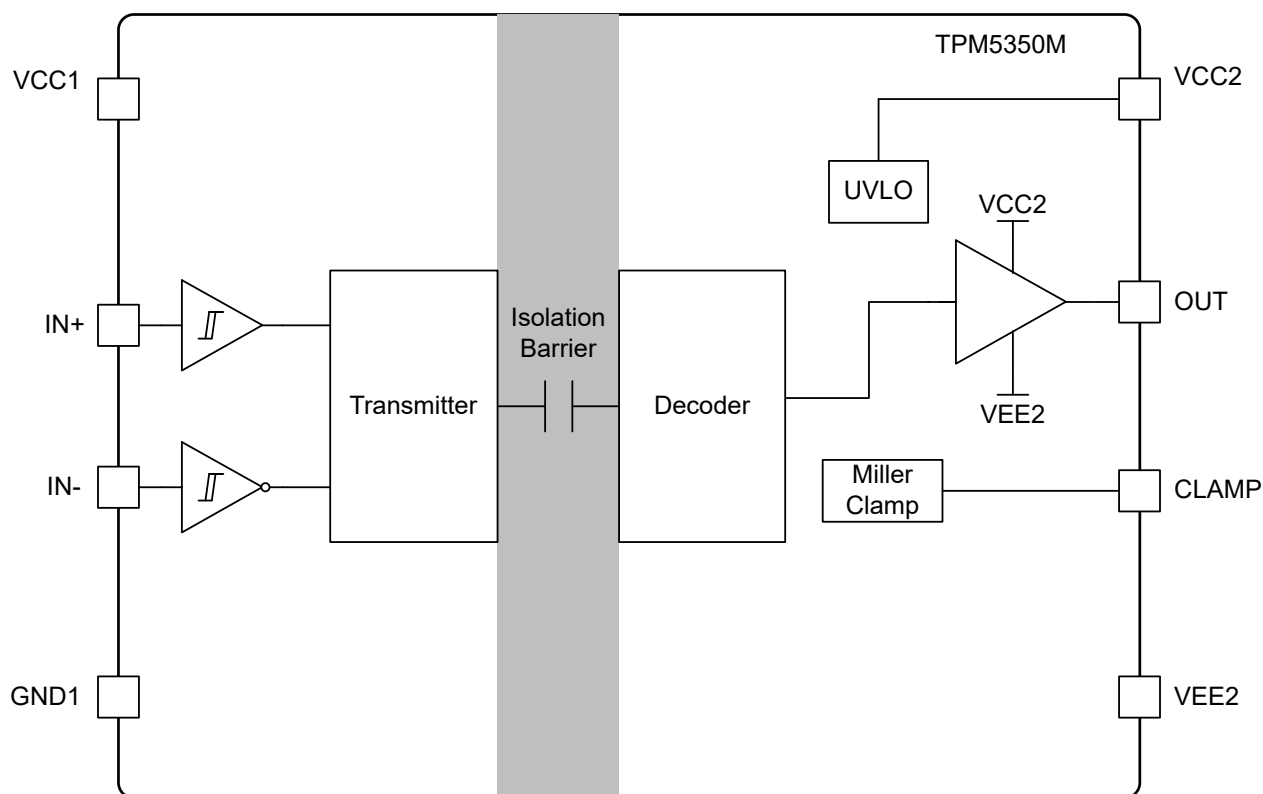 TPM5350M
VCC1
VCC2
UVLO
VCC2
IN+
Isolation
Barrier
OUT
Transmitter
Decoder
VEE2
IN-
Miller
Clamp
CLAMP
GND1
VEE2